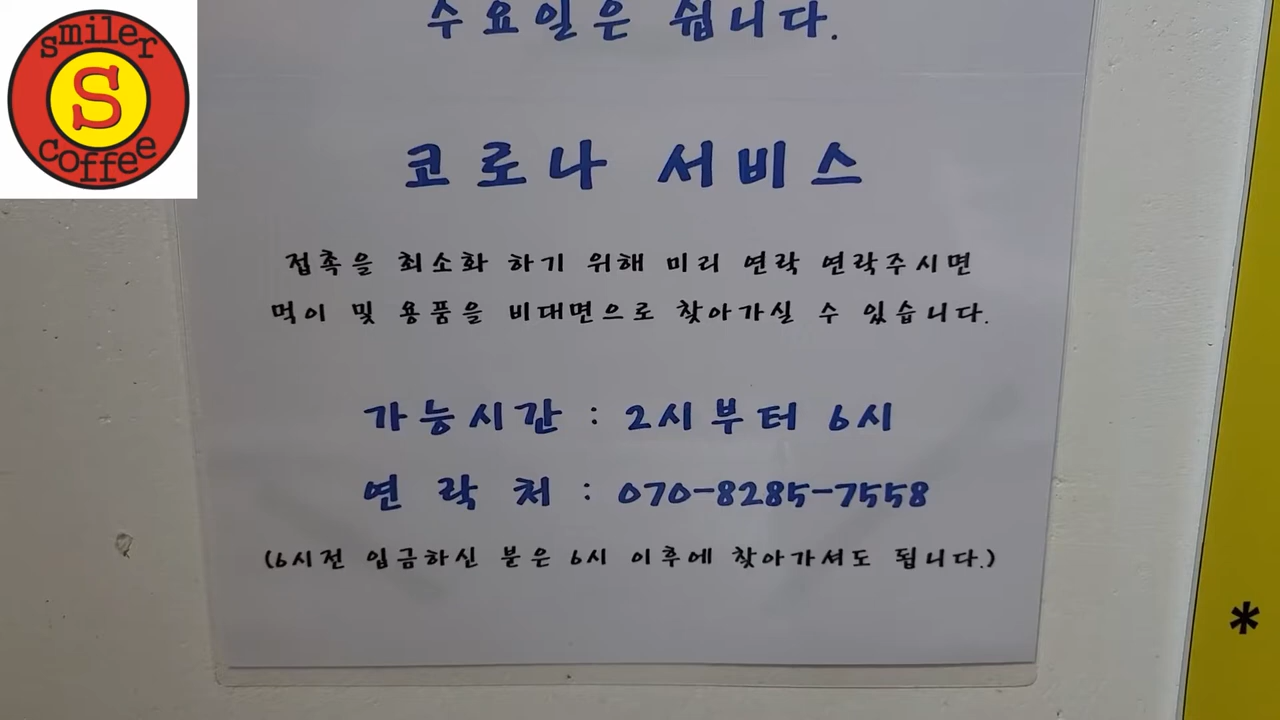 smiler
S
coffee
수요일은 쉽니다.
코로나 서비스
접촉을 최소화 하기 위해 미리 연락 연락주시면
먹이 및 용품을 비대면으로 찾아가실 수 있습니다.
가능시간 : 2시부터 6시
연 락 처 : 070-8285-7558
(6시전 입금하신 분은 6시 이후에 찾아가셔도 됩니다.)
*